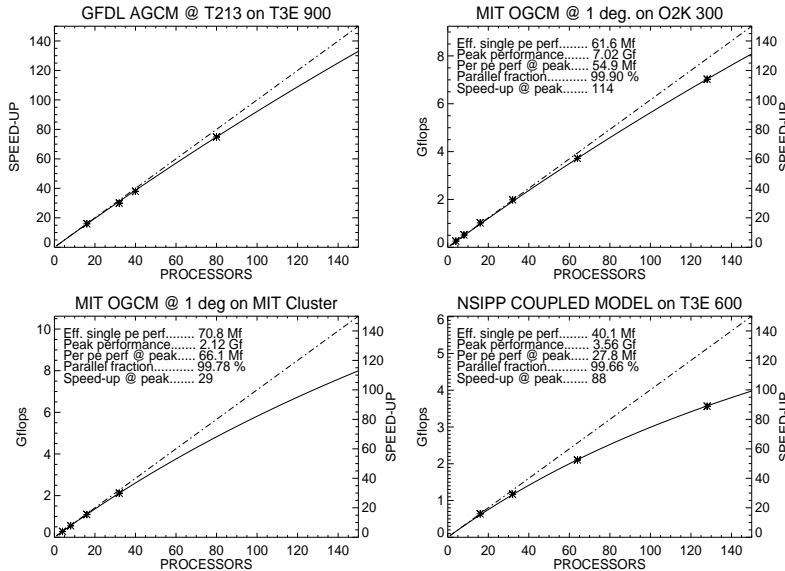 GFDL AGCM @ T213 on T3E 900
SPEED-UP
140
120
100
80
60
40
20
0
0 20 40 60 80 100 120 140
PROCESSORS
MIT OGCM @ 1 deg. on O2K 300
Eff. single pe perf........ 61.6 Mf
Peak performance....... 7.02 Gf
Per pe perf @ peak..... 54.9 Mf
Parallel fraction........... 99.90 %
Speed-up @ peak...... 114
Gflops
8
6
4
2
0
SPEED-UP
140
120
100
80
60
40
20
0
0 20 40 60 80 100 120 140
PROCESSORS
MIT OGCM @ 1 deg on MIT Cluster
Eff. single pe perf........ 70.8 Mf
Peak performance....... 2.12 Gf
Per pe perf @ peak..... 66.1 Mf
Parallel fraction........... 99.78 %
Speed-up @ peak...... 29
Gflops
10
8
6
4
2
0
SPEED-UP
140
120
100
80
60
40
20
0
0 20 40 60 80 100 120 140
PROCESSORS
NSIPP COUPLED MODEL on T3E 600
Eff. single pe perf........ 40.1 Mf
Peak performance....... 3.56 Gf
Per pe perf @ peak..... 27.8 Mf
Parallel fraction........... 99.66 %
Speed-up @ peak...... 88
Gflops
6
5
4
3
2
1
0
SPEED-UP
140
120
100
80
60
40
20
0
0 20 40 60 80 100 120 140
PROCESSORS